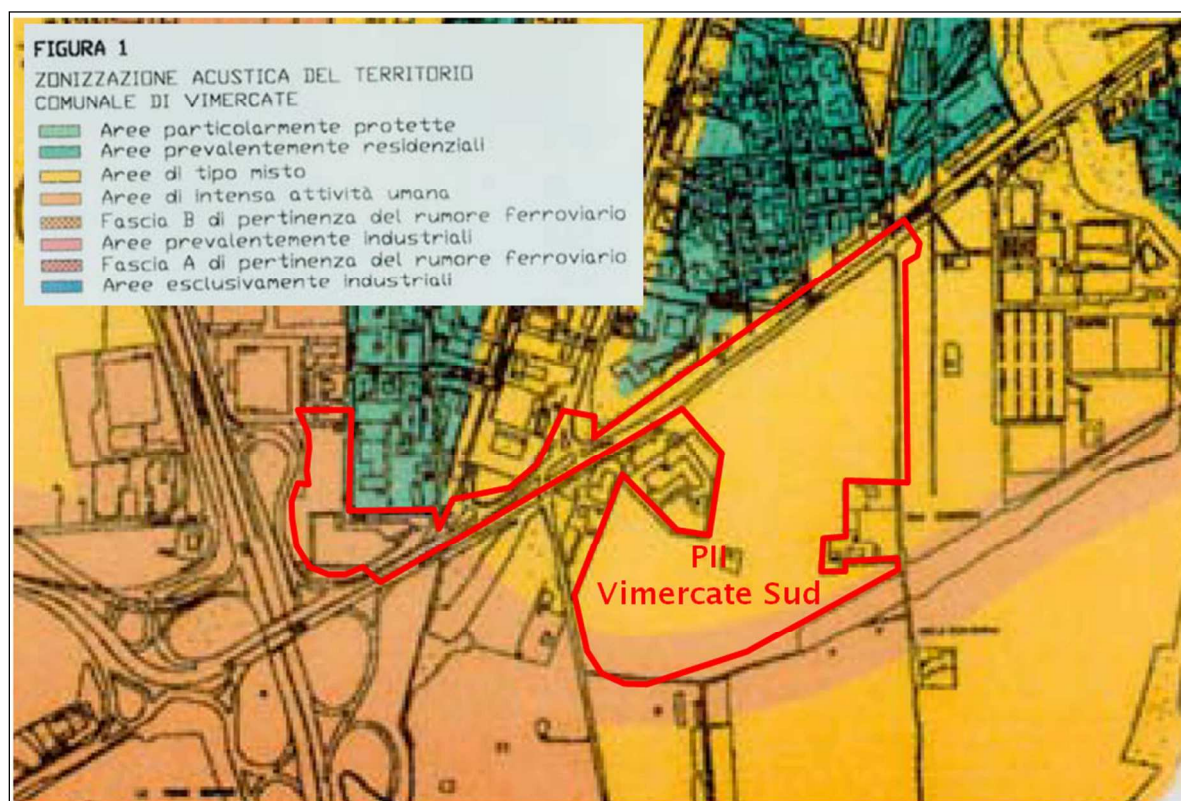 FIGURA 1
ZONIZZAZIONE ACUSTICA DEL TERRITORIO
COMUNALE DI VIMERCATE
Aree particolarmente protette
Aree prevalentemente residenziali
Aree di tipo misto
Aree di intensa attività umana
Fascia B di pertinenza del rumore ferroviario
Aree prevalentemente industriali
Fascia A di pertinenza del rumore ferroviario
Aree esclusivamente industriali
PII
Vimercate Sud